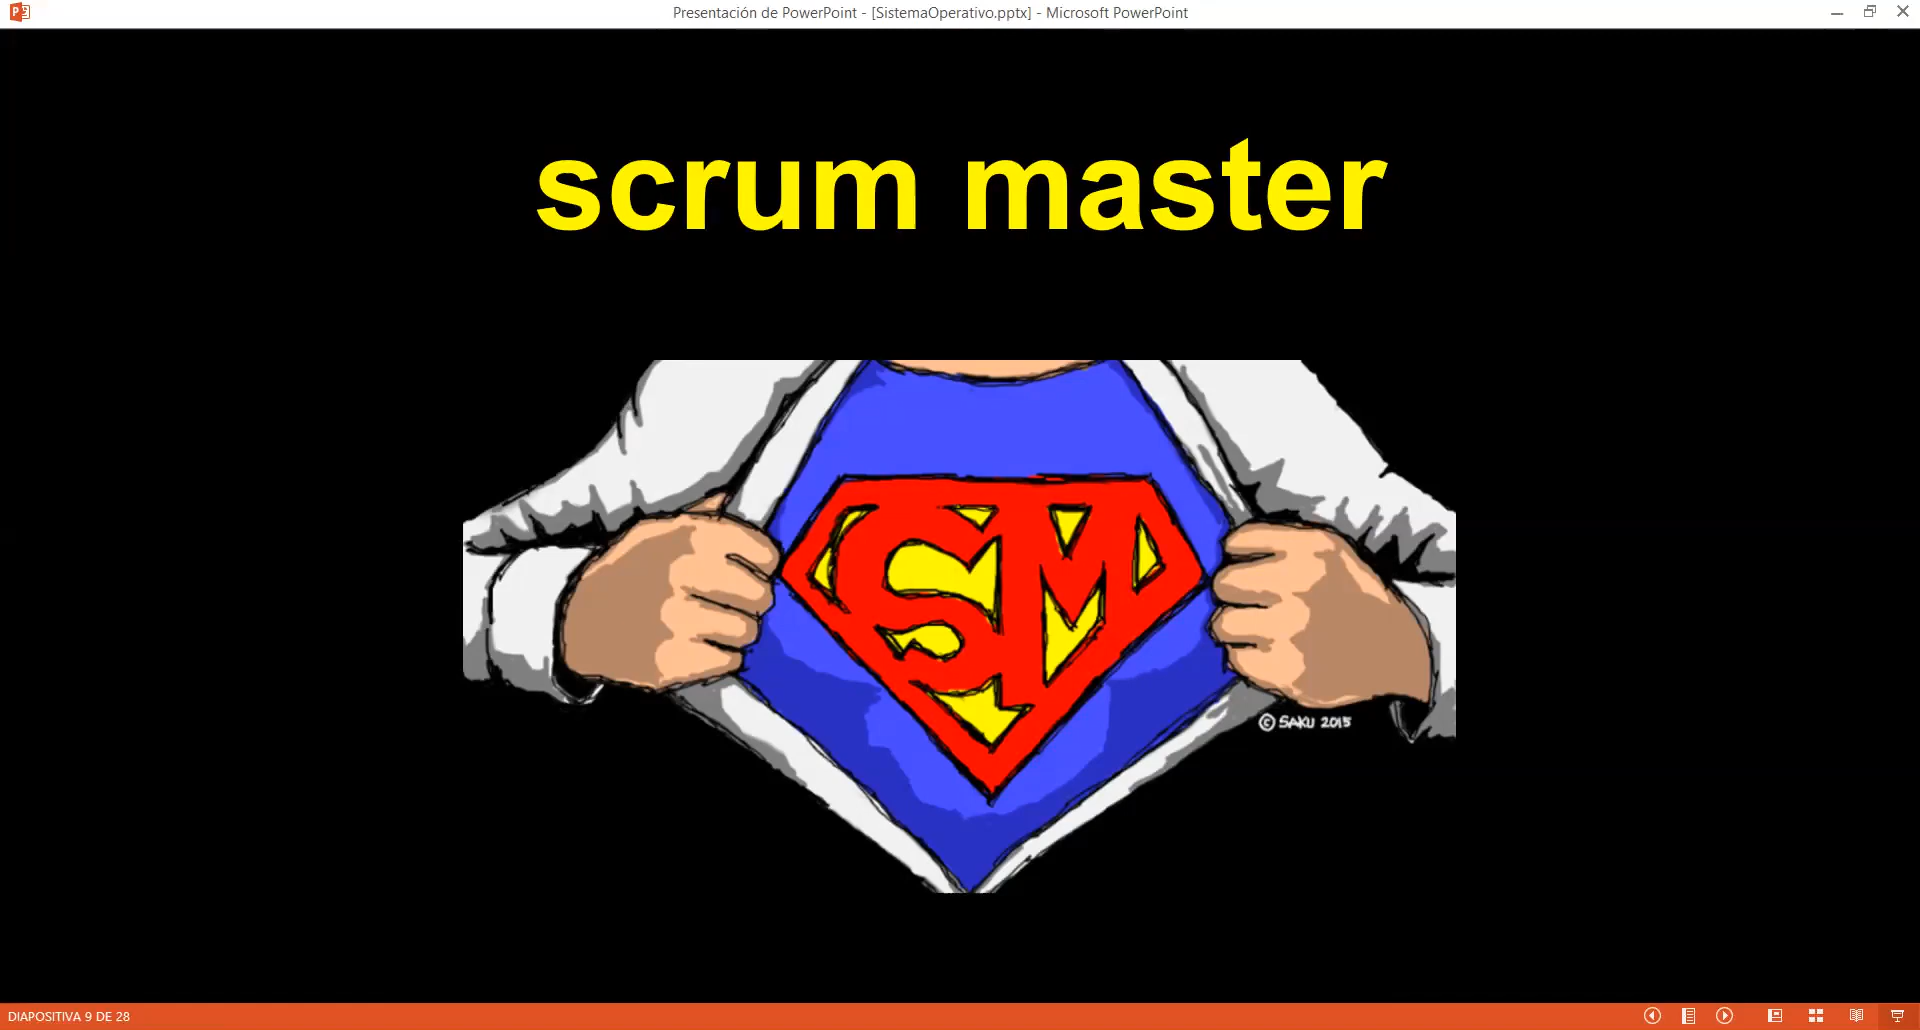 Presentación de PowerPoint - [SistemaOperativo.pptx] - Microsoft PowerPoint
scrum master
SM
© SAKU 2015
DIAPOSITIVA 9 DE 28